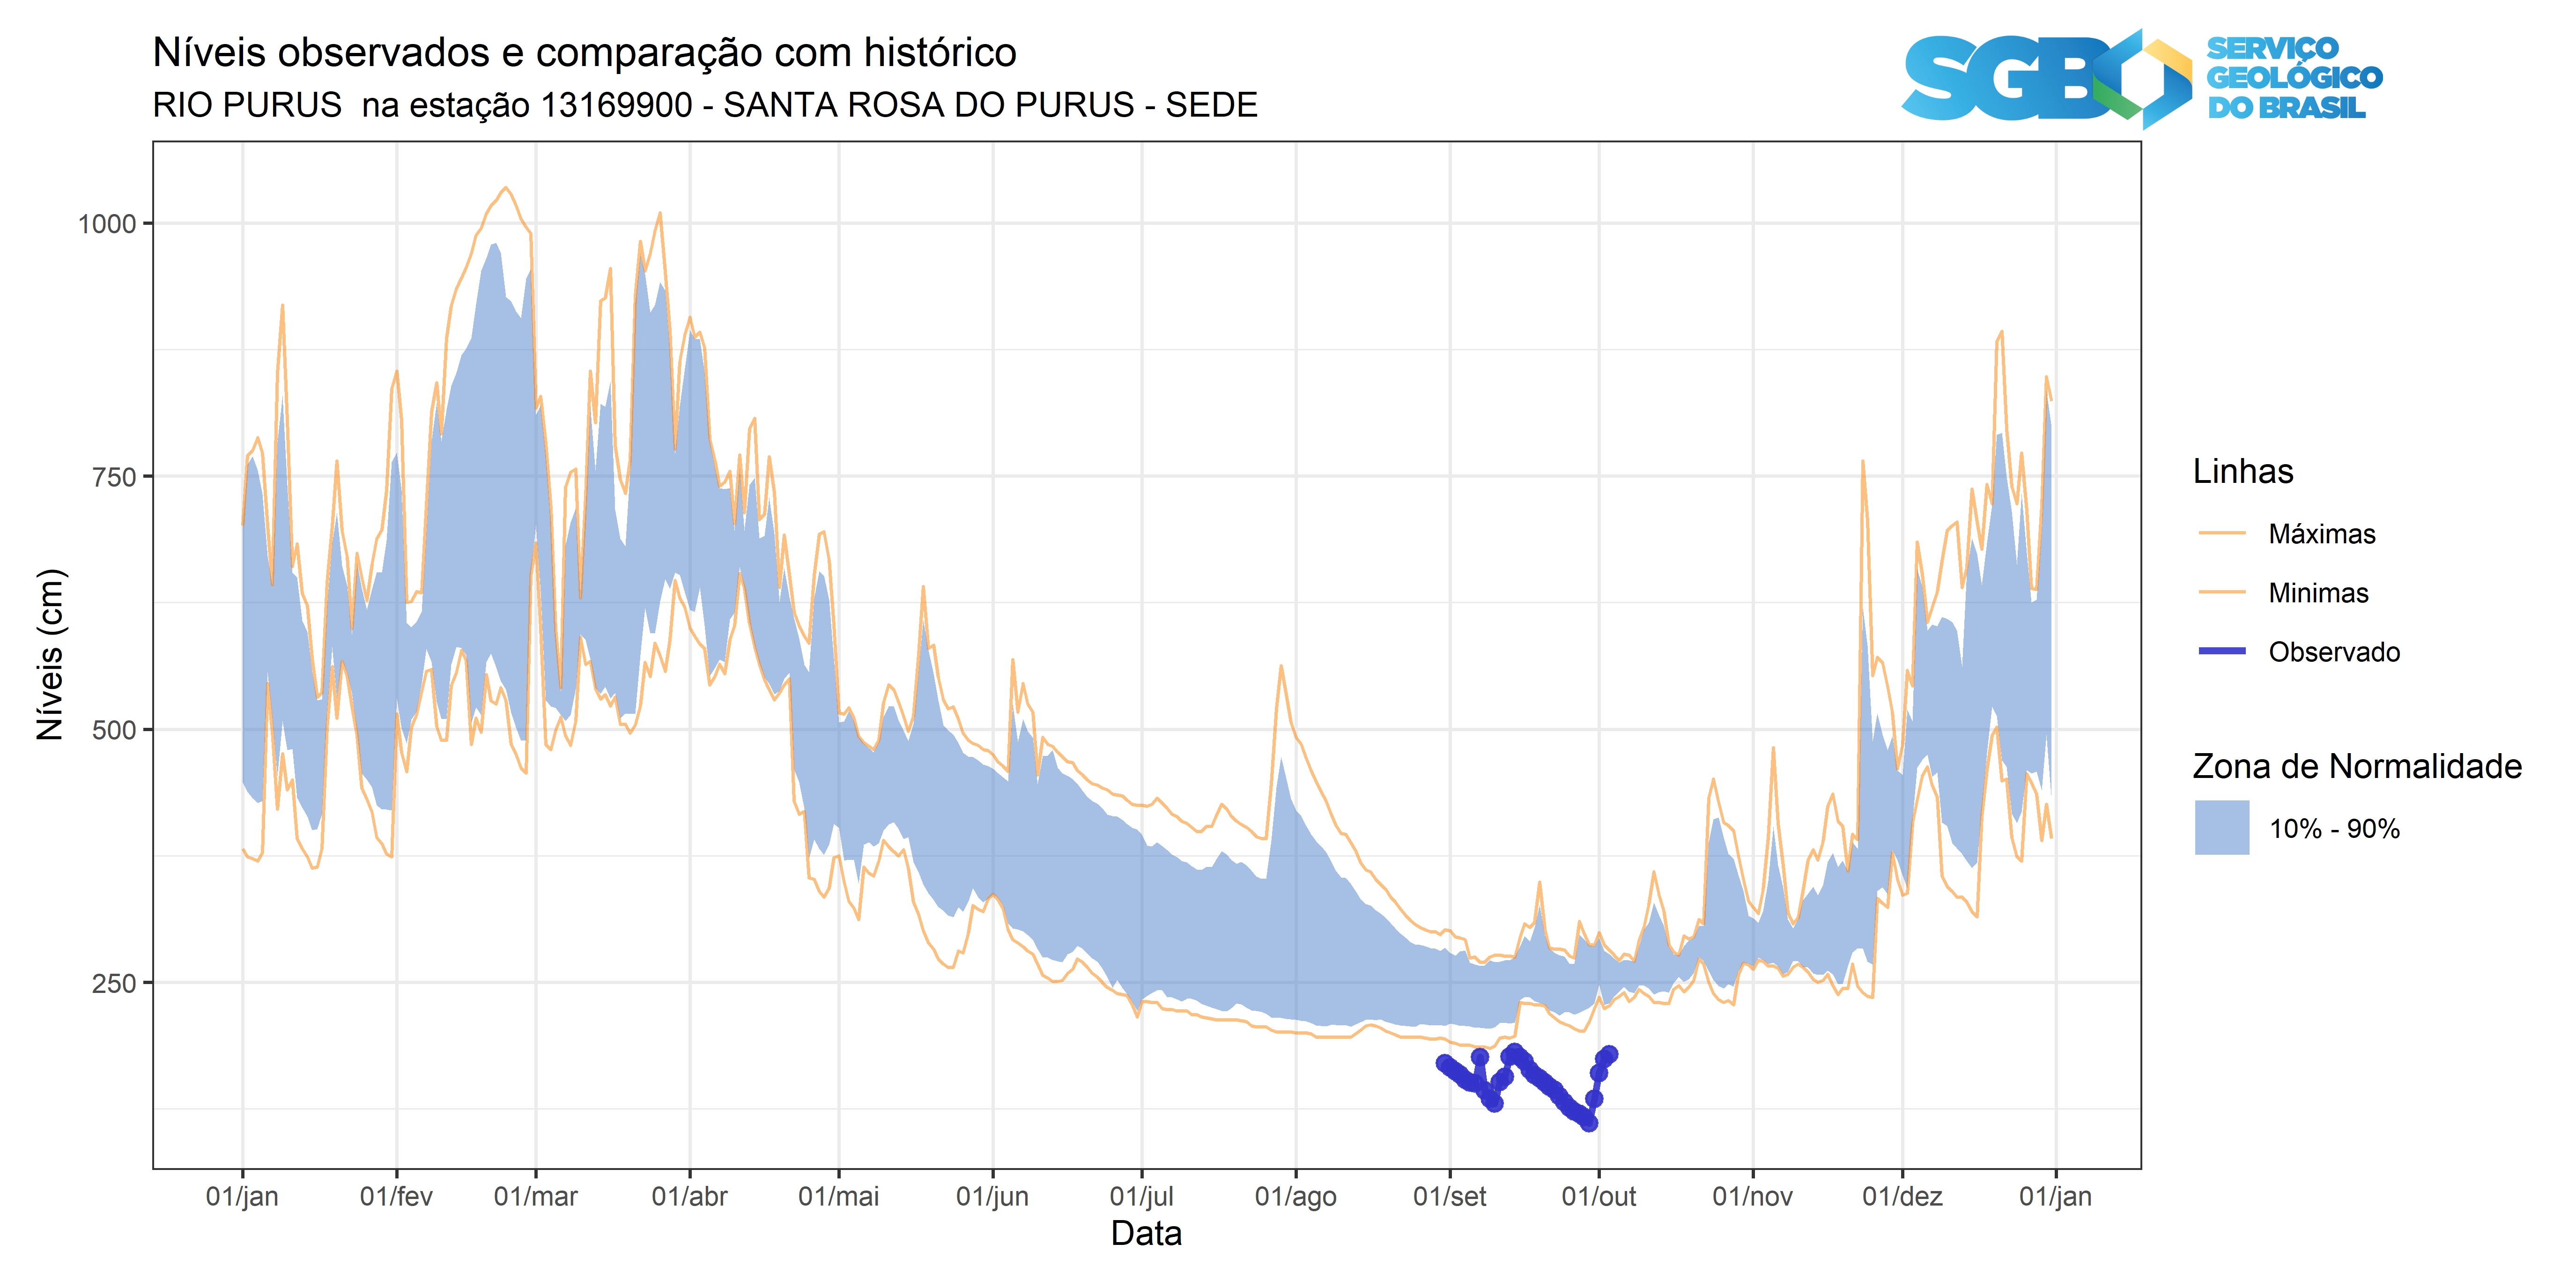 Níveis observados e comparação com histórico
RIO PURUS  na estação 13169900 - SANTA ROSA DO PURUS - SEDE
SGB
SERVIÇO
GEOLÓGICO
DO BRASIL
Níveis (cm)
1000
750
500
250
01/jan
01/fev
01/mar
01/abr
01/mai
01/jun
01/jul
01/ago
01/set
01/out
01/nov
01/dez
01/jan
Data
Linhas
Máximas
Minimas
Observado
Zona de Normalidade
10% - 90%